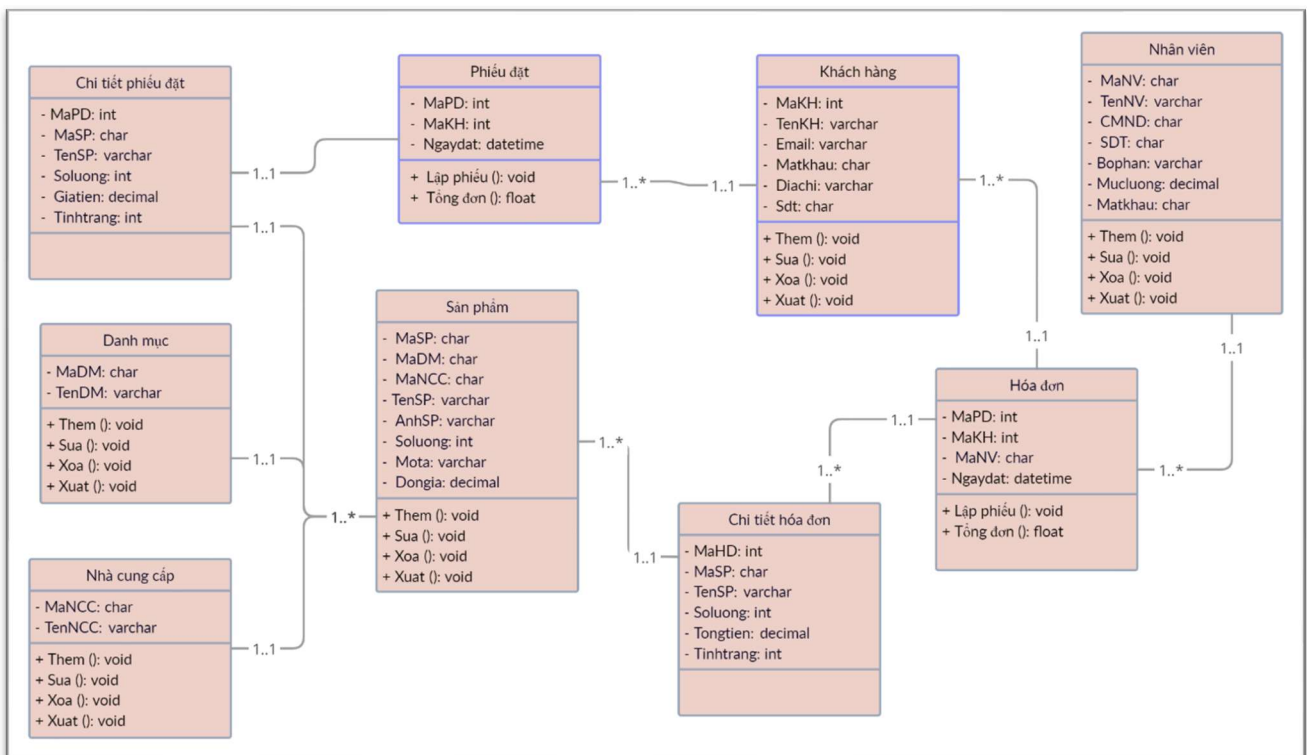 Chi tiết phiếu đặt
- MaPD: int
- MaSP: char
- TenSP: varchar
- Soluong: int
- Giatien: decimal
- Tinhtrang: int
1..1
1..1
Phiếu đặt
- MaPD: int
- MaKH: int
- Ngaydat: datetime
+ Lập phiếu (): void
+ Tổng đơn (): float
1..*
1..1
Khách hàng
- MaKH: int
- TenKH: varchar
- Email: varchar
- Matkhau: char
- Diachi: varchar
- Sdt: char
+ Them (): void
+ Sua (): void
+ Xoa (): void
+ Xuat (): void
1..*
1..1
Nhân viên
- MaNV: char
- TenNV: varchar
- CMND: char
- SDT: char
- Bophan: varchar
- Mucluong: decimal
- Matkhau: char
+ Them (): void
+ Sua (): void
+ Xoa (): void
+ Xuat (): void
1..1
Danh mục
- MaDM: char
- TenDM: varchar
+ Them (): void
+ Sua (): void
+ Xoa (): void
+ Xuat (): void
1..1
1..*
Sản phẩm
- MaSP: char
- MaDM: char
- MaNCC: char
- TenSP: varchar
- AnhSP: varchar
- Soluong: int
- Mota: varchar
- Dongia: decimal
+ Them (): void
+ Sua (): void
+ Xoa (): void
+ Xuat (): void
1..*
1..1
Hóa đơn
- MaPD: int
- MaKH: int
- MaNV: char
- Ngaydat: datetime
+ Lập phiếu (): void
+ Tổng đơn (): float
1..1
1..*
1..*
Nhà cung cấp
- MaNCC: char
- TenNCC: varchar
+ Them (): void
+ Sua (): void
+ Xoa (): void
+ Xuat (): void
1..1
Chi tiết hóa đơn
- MaHD: int
- MaSP: char
- TenSP: varchar
- Soluong: int
- Tongtien: decimal
- Tinhtrang: int